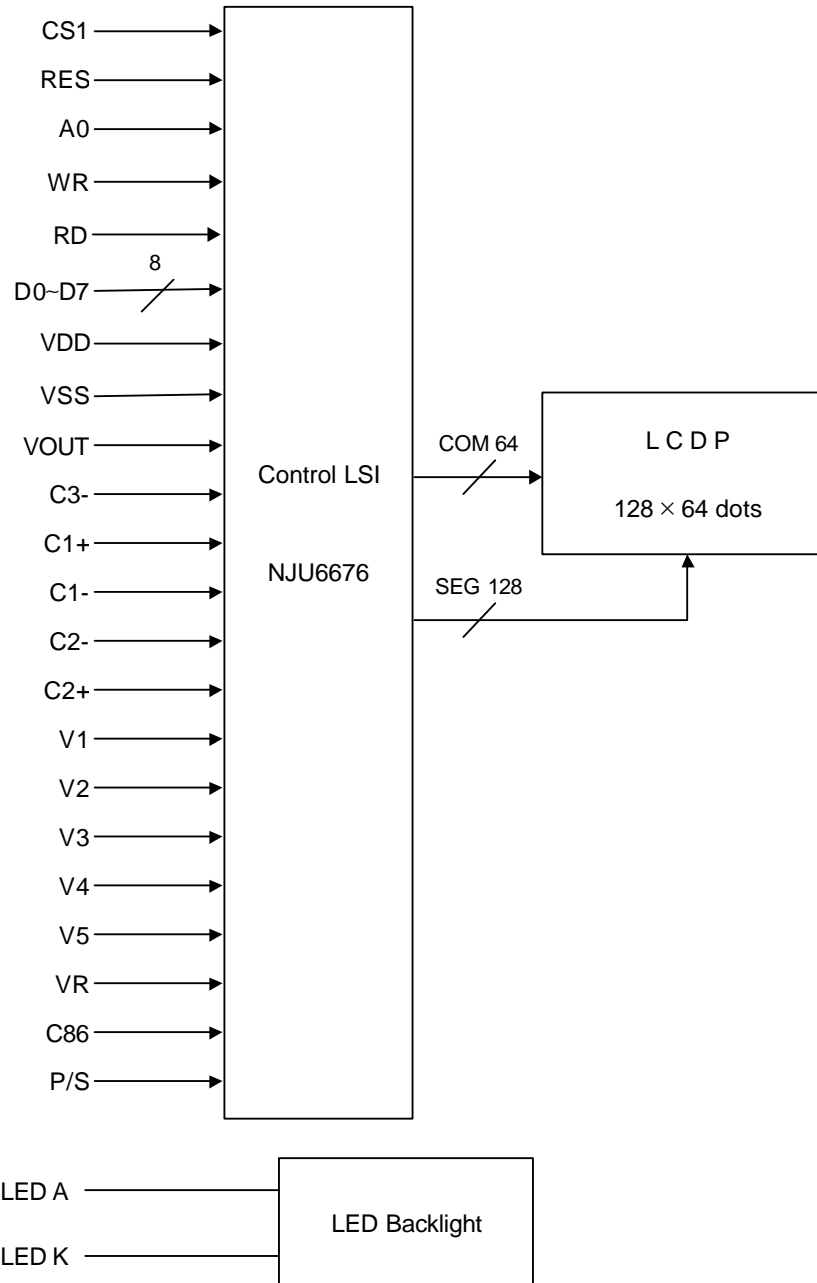 CS1
RES
A0
WR
RD
8
D0~D7
VDD
VSS
VOUT
C3-
C1+
C1-
C2-
C2+
V1
V2
V3
V4
V5
VR
C86
P/S
Control LSI
NJU6676
COM 64
SEG 128
L C D P
128 × 64 dots
LED A
LED K
LED Backlight